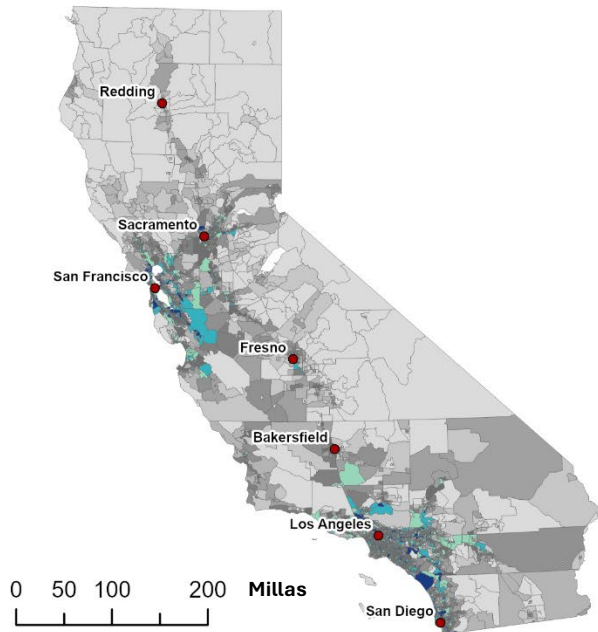 Redding
Sacramento
San Francisco
Fresno
Bakersfield
Los Angeles
San Diego
0 50 100 200 Millas